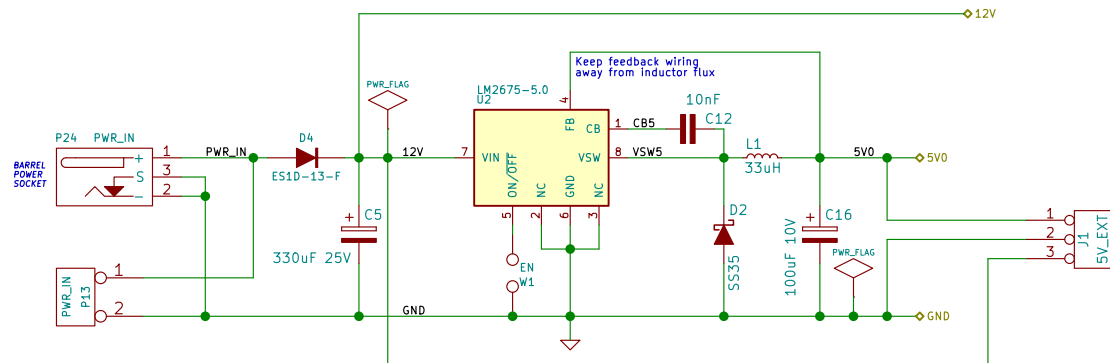 12V
Keep feedback wiring
away from inductor flux
PWR_FLAG
LM2675-5.0
U2
10nF
C12
4
FB
CB
1
CB5
P24 PWR_IN
BARREL
POWER
SOCKET
+
S
-
1
3
2
PWR_IN
D4
ES1D-13-F
12V
7
VIN
ON/OFF
NC
GND
NC
VSW
8
VSW5
L1
33uH
5V0
5V0
5
2
6
3
C5
+
330uF 25V
EN
W1
D2
SS35
C16
+
100uF 10V
PWR_FLAG
1
2
3
J1
5V_EXT
PWR_IN
P13
1
2
GND
GND